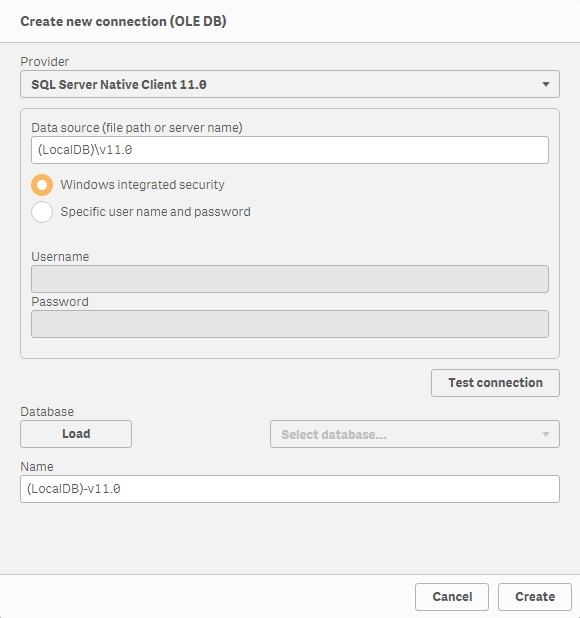 Create new connection (OLE DB)
Provider
SQL Server Native Client 11.0
Data source (file path or server name)
(LocalDB)\v11.0
Windows integrated security
Specific user name and password
Username
Password
Test connection
Database
Load Select database...
Name
(LocalDB)-v11.0
Cancel Create